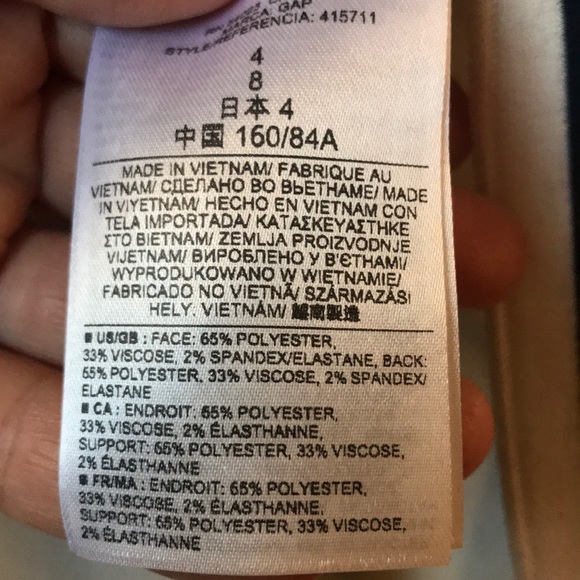 MARCA: GAP
STYLE/REFERENCIA: 415711
4
8
日本 4
中国 160/84A
MADE IN VIETNAM/ FABRIQUE AU
VIETNAM/ СДЕЛАНО ВО ВЬЕТНАМЕ/ MADE
IN VIYETNAM/ HECHO EN VIETNAM CON
TELA IMPORTADA/ ΚΑΤΑΣΚΕΥΑΣΤΗΚΕ
ΣΤΟ ΒΙΕΤΝΑΜ/ ZEMLJA PROIZVODNJE
VIJETNAM/ ВИРОБЛЕНО У В'ЄТНАМІ/
WYPRODUKOWANO W WIETNAMIE/
FABRICADO NO VIETNÃ/ SZÁRMAZÁSI
HELY: VIETNÁM/ 越南製造
■ US/GB : FACE: 65% POLYESTER,
33% VISCOSE, 2% SPANDEX/ELASTANE, BACK:
65% POLYESTER, 33% VISCOSE, 2% SPANDEX/
ELASTANE
■ CA : ENDROIT: 65% POLYESTER,
33% VISCOSE, 2% ÉLASTHANNE,
SUPPORT: 65% POLYESTER, 33% VISCOSE,
2% ÉLASTHANNE
■ FR/MA : ENDROIT: 65% POLYESTER,
33% VISCOSE, 2% ÉLASTHANNE,
SUPPORT: 65% POLYESTER, 33% VISCOSE,
2% ÉLASTHANNE